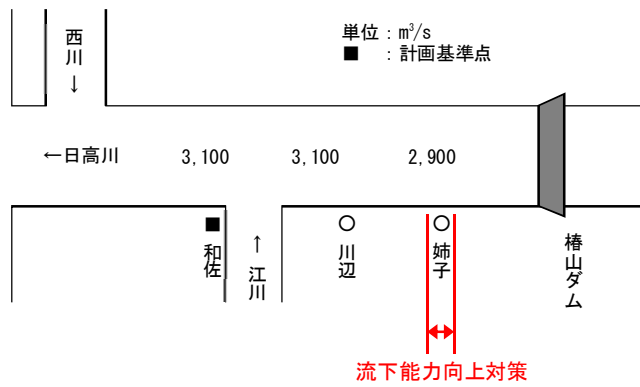 単位：m³/s
■ ：計画基準点
西川
↓
←日高川 3,100 3,100 2,900
■ ○ ○
和佐
↑
江川
川辺
姉子
椿山ダム
流下能力向上対策